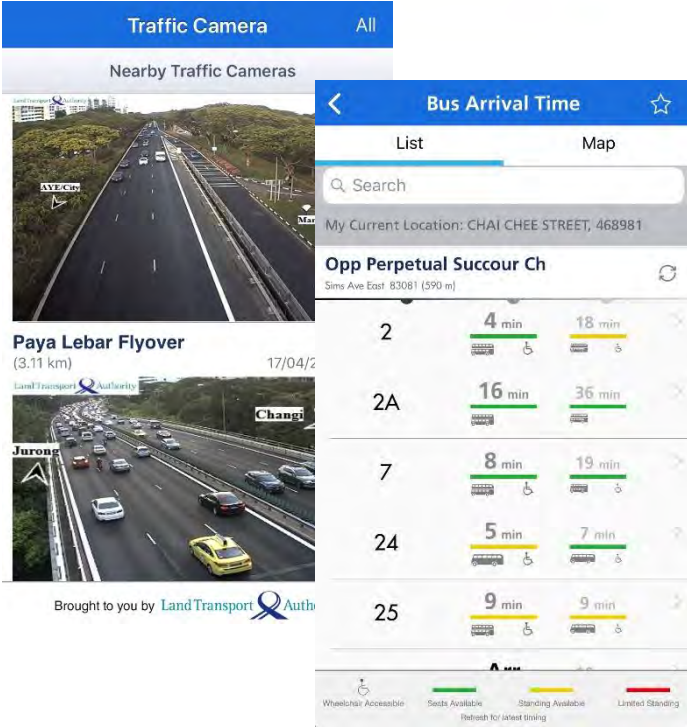 Traffic Camera
All
Nearby Traffic Cameras
Land Transport Authority
AYE/City
Paya Lebar Flyover
(3.11 km)
17/04/2
Land Transport Authority
Changi
Jurong
Brought to you by Land Transport
Bus Arrival Time
List
Map
Search
My Current Location: CHAI CHEE STREET, 468981
Opp Perpetual Succour Ch
Sims Ave East 83081 (590 m)
2
4 min
18 min
2A
16 min
36 min
7
8 min
19 min
24
5 min
7 min
25
9 min
9 min
Wheelchair Accessible
Seats Available
Standing Available
Limited Standing
Refresh for latest timing